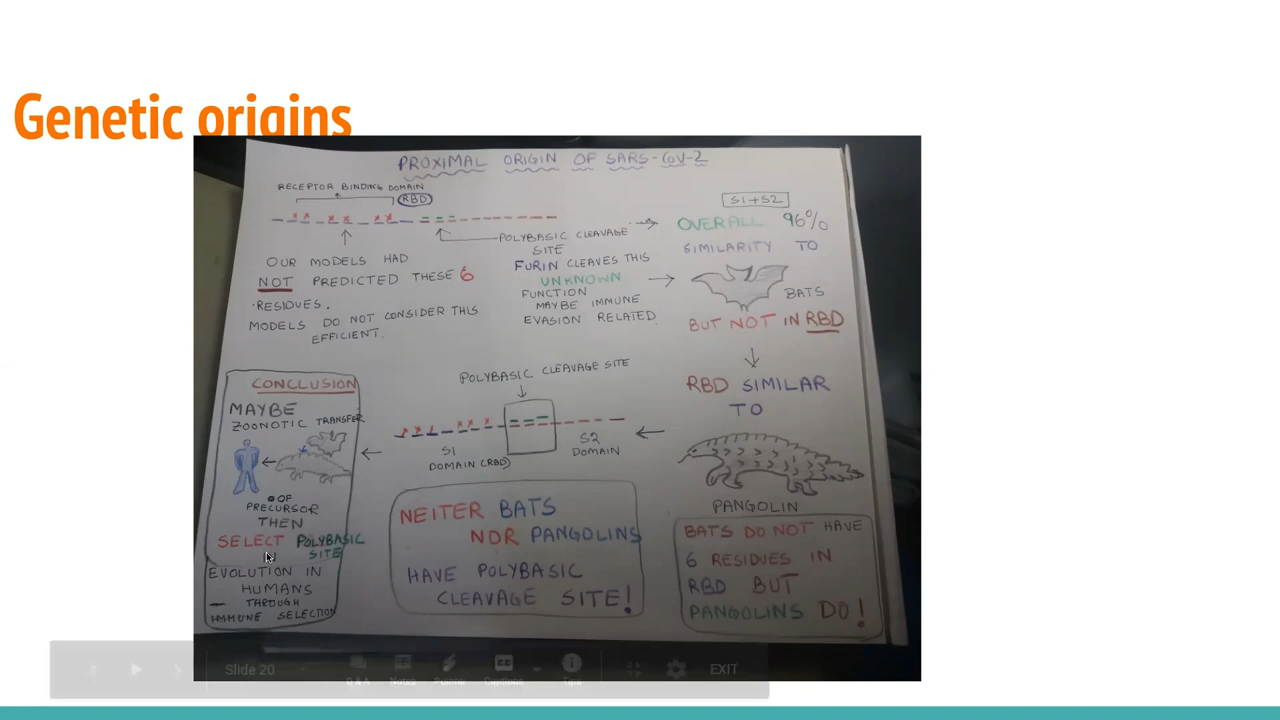 Genetic origins
PROXIMAL ORIGIN OF SARS-CoV-2
RECEPTOR BINDING DOMAIN
RBD
OUR MODELS HAD
NOT PREDICTED THESE 6
RESIDUES.
MODELS DO NOT CONSIDER THIS
EFFICIENT.
POLYBASIC CLEAVAGE
SITE
FURIN CLEAVES THIS
UNKNOWN
FUNCTION
MAYBE IMMUNE
EVASION RELATED
S1+S2
OVERALL 96%
SIMILARITY TO
BATS
BUT NOT IN RBD
RBD SIMILAR
TO
PANGOLIN
BATS DO NOT HAVE
6 RESIDUES IN
RBD BUT
PANGOLINS DO!
POLYBASIC CLEAVAGE SITE
S1
DOMAIN (RBD)
S2
DOMAIN
NEITER BATS
NOR PANGOLINS
HAVE POLYBASIC
CLEAVAGE SITE!
CONCLUSION
MAYBE
ZOONOTIC TRANSFER
OF
PRECURSOR
THEN
SELECT POLYBASIC
IN SITE
EVOLUTION IN
HUMANS
THROUGH
IMMUNE SELECTION
Slide 20
Q & A
Notes
Pointer
Captions
Tips
EXIT